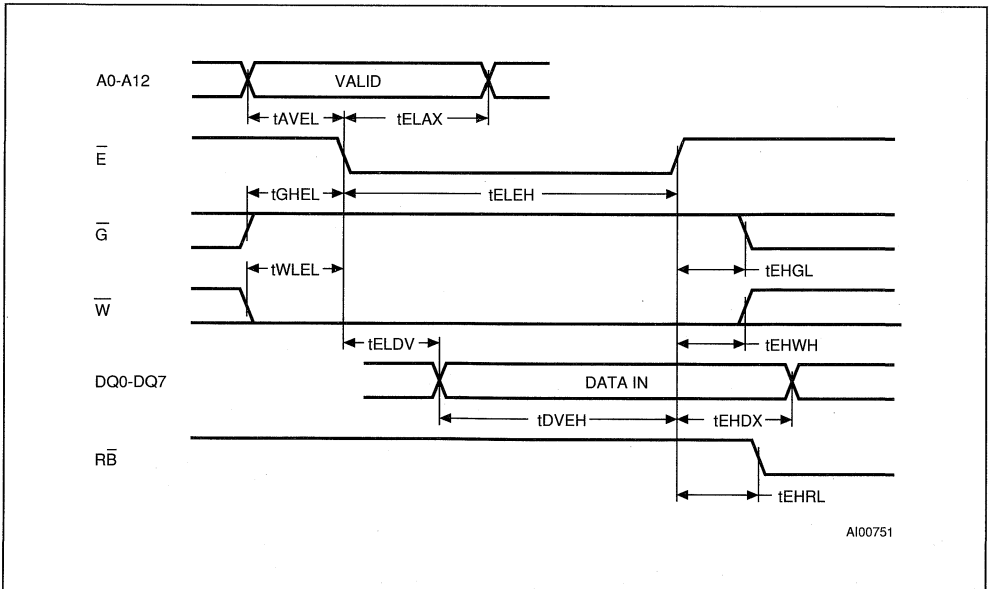 A0-A12
VALID
tAVEL
tELAX
E̅
tGHEL
tELEH
G̅
tWLEL
tEHGL
W̅
tELDV
tEHWH
DQ0-DQ7
DATA IN
tDVEH
tEHDX
RB̅
tEHRL
AI00751